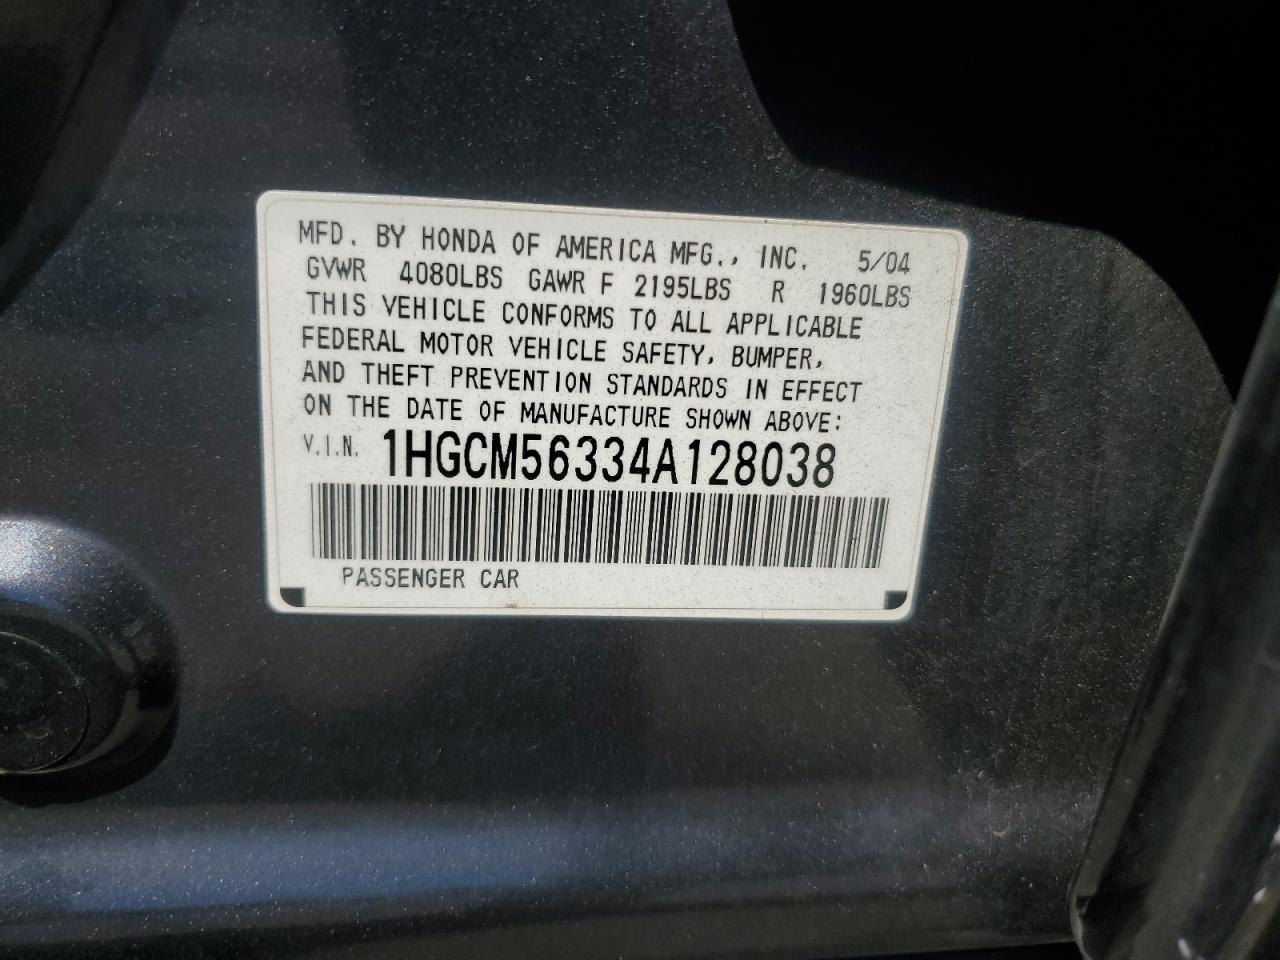 MFD. BY HONDA OF AMERICA MFG., INC. 5/04
GVWR 4080LBS GAWR F 2195LBS R 1960LBS
THIS VEHICLE CONFORMS TO ALL APPLICABLE
FEDERAL MOTOR VEHICLE SAFETY, BUMPER,
AND THEFT PREVENTION STANDARDS IN EFFECT
ON THE DATE OF MANUFACTURE SHOWN ABOVE:
V.I.N. 1HGCM56334A128038
PASSENGER CAR